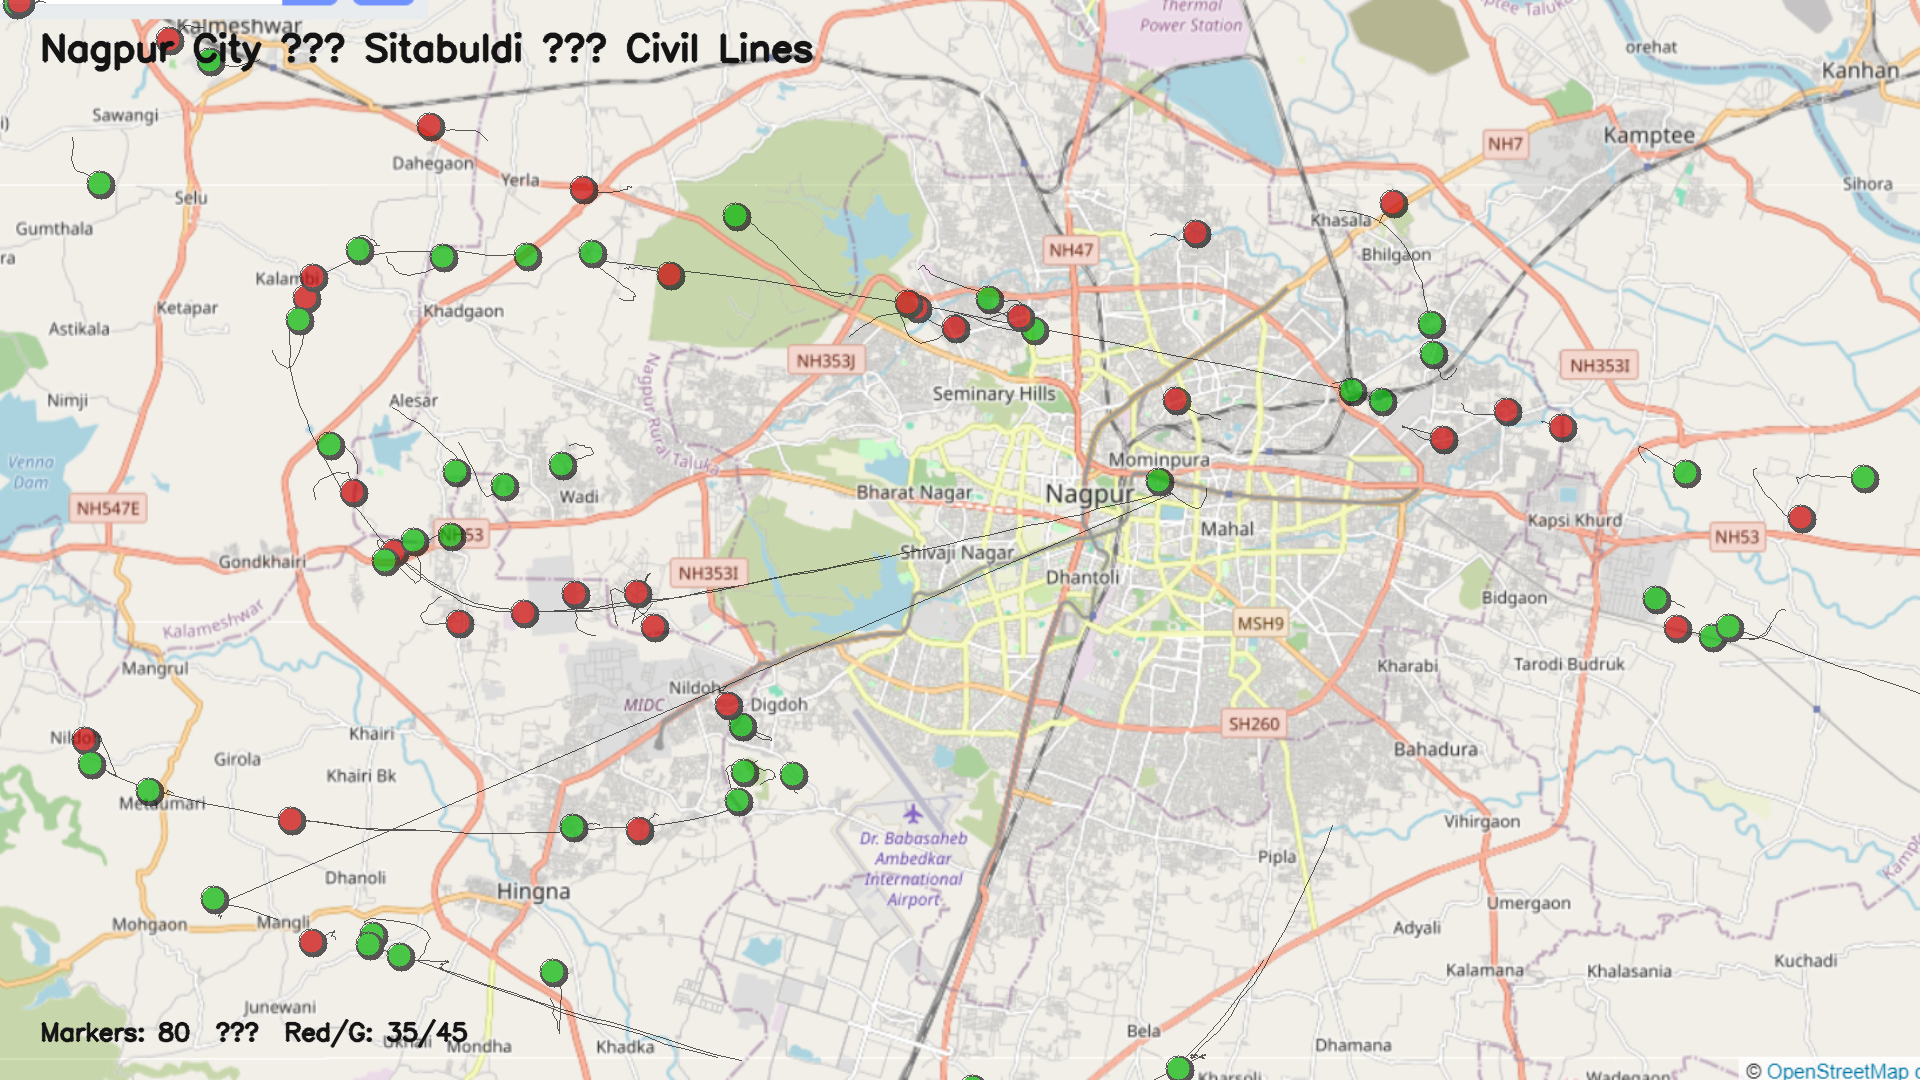 Kalmeshwar
Nagpur City ??? Sitabuldi ??? Civil Lines
Thermal
Power Station
ptee Taluka
orehat
Kanhan
Sawangi
i)
NH7
Kamptee
Dahegaon
Yerla
Selu
Sihora
Gumthala
Khasala
NH47
Bhilgaon
ra
Kalambi
Ketapar
Khadgaon
Astikala
NH353J
NH353I
Nagpur Rural Taluka
Seminary Hills
Nimji
Alesar
Mominpura
Venna
Dam
Wadi
Bharat Nagar
Nagpur
NH547E
Kapsi Khurd
Mahal
NH53
NH53
Gondkhairi
Shivaji Nagar
NH353I
Dhantoli
Bidgaon
Kalameshwar
MSH9
Mangrul
Kharabi
Tarodi Budruk
Nildoh
MIDC
Digdoh
SH260
Nildoh
Khairi
Bahadura
Girola
Khairi Bk
Metaumari
Vihirgaon
Dr. Babasaheb
Ambedkar
International
Airport
Pipla
Kamp
Dhanoli
Hingna
Umergaon
Mohgaon
Mangli
Adyali
Kalamana
Khalasania
Kuchadi
Junewani
Markers: 80 ??? Red/G: 35/45
Mondha
Khadka
Bela
Dhamana
Kharsoli
Wadegaon
© OpenStreetMap c